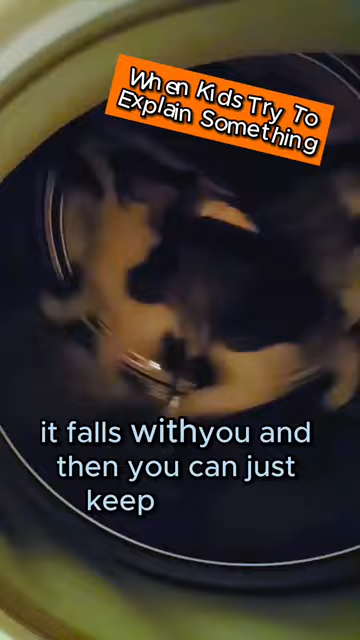 When Kids Try To
Explain Something
it falls withyou and
then you can just
keep